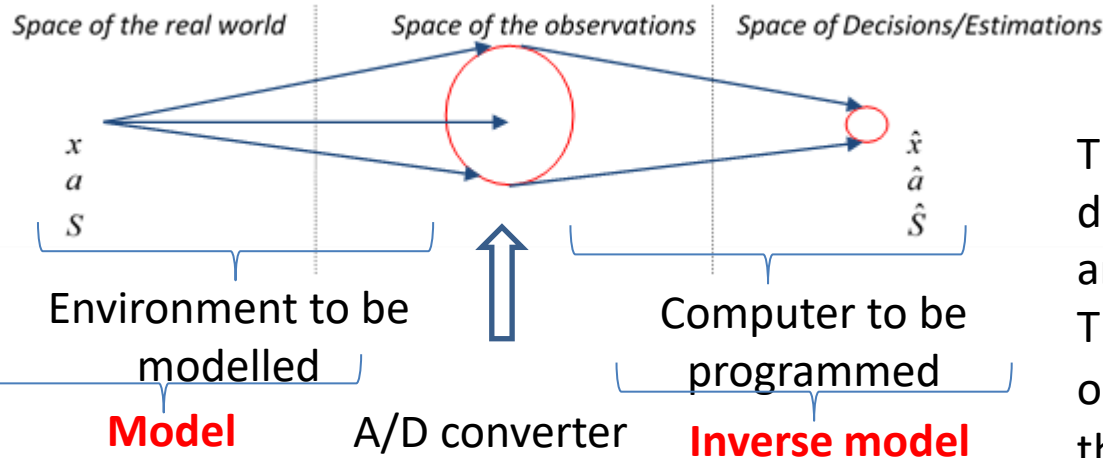 Space of the real world
Space of the observations
Space of Decisions/Estimations
x
a
S
x̂
â
Ŝ
Environment to be
modelled
Model
A/D converter
Computer to be
programmed
Inverse model